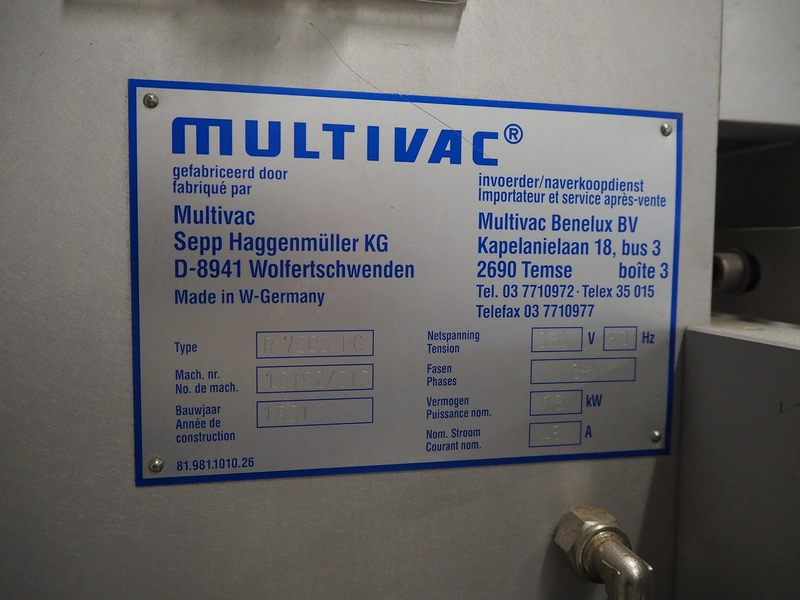 MULTIVAC®
gefabriceerd door
fabriqué par
Multivac
Sepp Haggenmüller KG
D-8941 Wolfertschwenden
Made in W-Germany
invoerder/naverkoopdienst
Importateur et service après-vente
Multivac Benelux BV
Kapelanielaan 18, bus 3
2690 Temse boîte 3
Tel. 03 7710972 · Telex 35 015
Telefax 03 7710977
Type
Mach. nr.
No. de mach.
Bauwjaar 1991
Année de
construction
81.981.1010.26
Netspanning
Tension V Hz
Fasen
Phases
Vermogen
Puissance nom. kW
Nom. Stroom
Courant nom. A